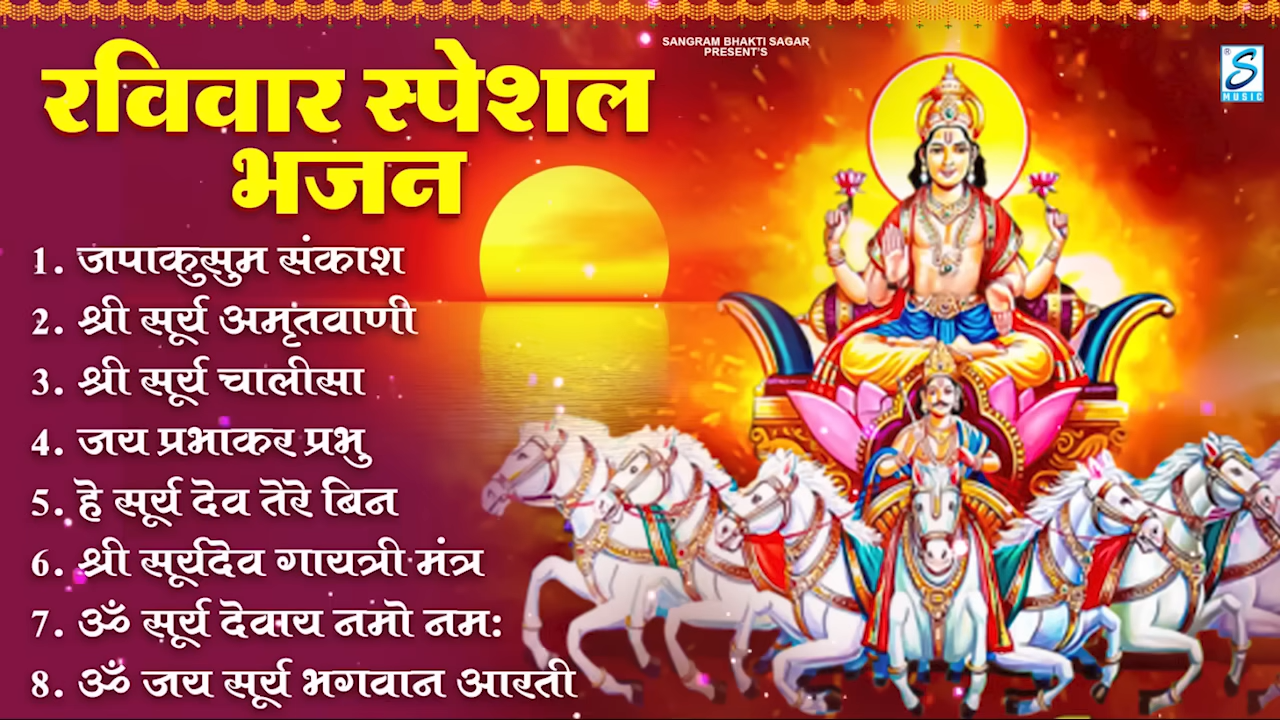 SANGRAM BHAKTI SAGAR
PRESENT'S
® S
MUSIC
रविवार स्पेशल
भजन
1. जपाकुसुम संकाश
2. श्री सूर्य अमृतवाणी
3. श्री सूर्य चालीसा
4. जय प्रभाकर प्रभु
5. हे सूर्य देव तेरे बिन
6. श्री सूर्यदेव गायत्री मंत्र
7. ॐ सूर्य देवाय नमो नमः
8. ॐ जय सूर्य भगवान आरती